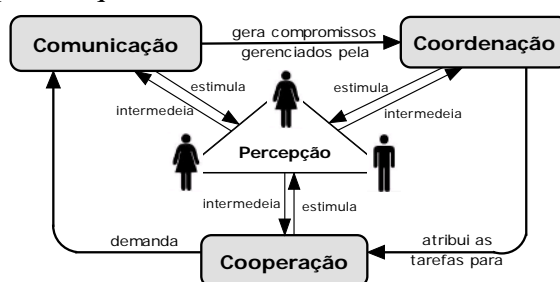 Comunicação
gera compromissos
gerenciados pela
Coordenação
estimula
intermedeia
estimula
intermedeia
Percepção
intermedeia
estimula
demanda
Cooperação
atribui as
tarefas para